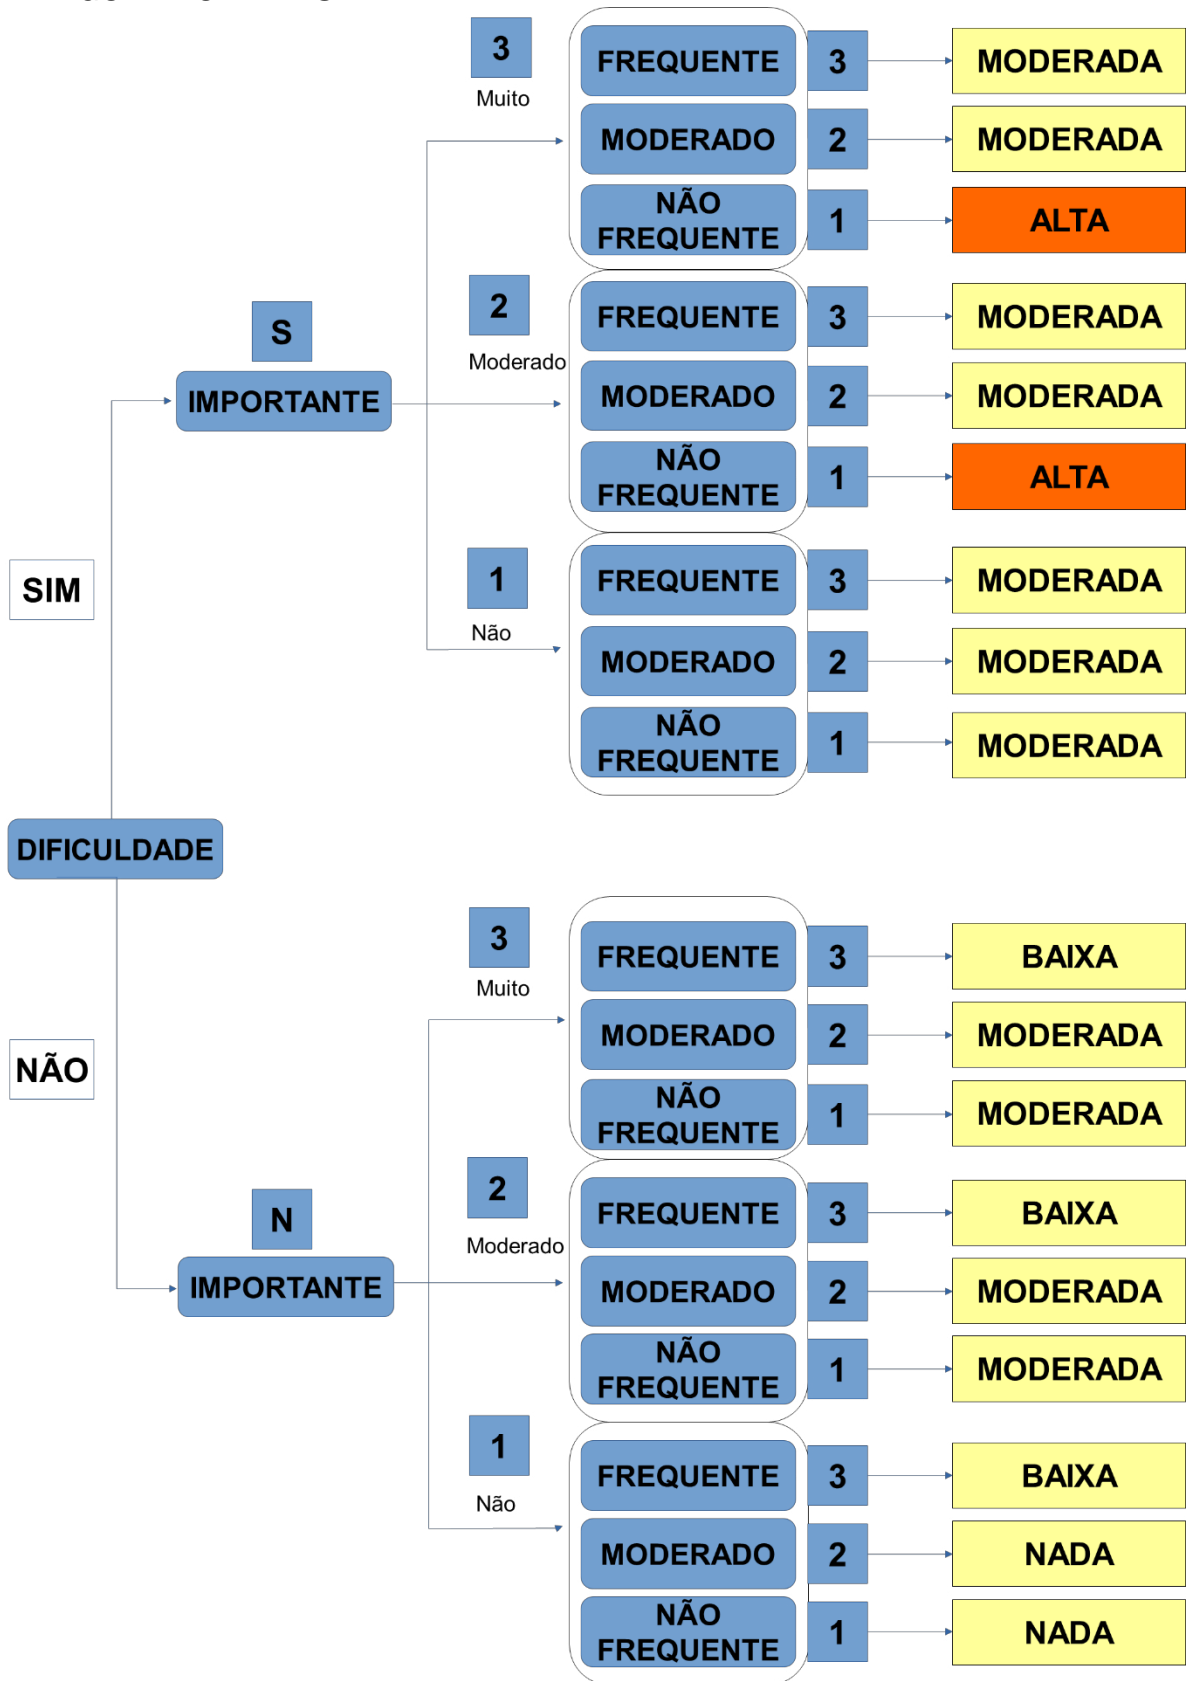 3
Muito
FREQUENTE 3 MODERADA
MODERADO 2 MODERADA
NÃO
FREQUENTE 1 ALTA
2
Moderado
FREQUENTE 3 MODERADA
MODERADO 2 MODERADA
NÃO
FREQUENTE 1 ALTA
S
IMPORTANTE
1
Não
FREQUENTE 3 MODERADA
MODERADO 2 MODERADA
NÃO
FREQUENTE 1 MODERADA
SIM
DIFICULDADE
NÃO
3
Muito
FREQUENTE 3 BAIXA
MODERADO 2 MODERADA
NÃO
FREQUENTE 1 MODERADA
2
Moderado
FREQUENTE 3 BAIXA
MODERADO 2 MODERADA
NÃO
FREQUENTE 1 MODERADA
N
IMPORTANTE
1
Não
FREQUENTE 3 BAIXA
MODERADO 2 NADA
NÃO
FREQUENTE 1 NADA